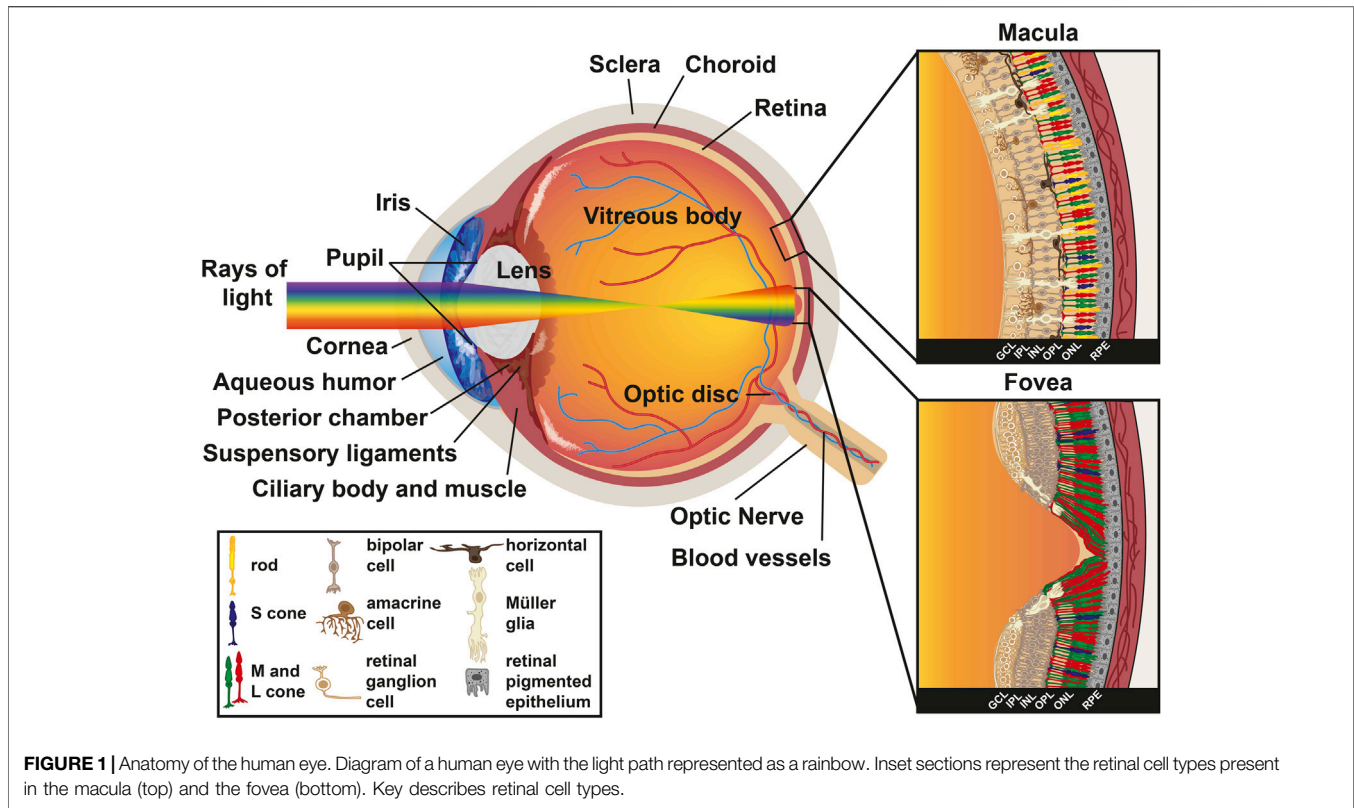 Macula
Sclera
Choroid
Retina
Iris
Vitreous body
Pupil
Lens
Rays of
light
Cornea
Aqueous humor
Posterior chamber
Suspensory ligaments
Ciliary body and muscle
Optic disc
Optic Nerve
Blood vessels
GCL
IPL
INL
OPL
ONL
RPE
Fovea
GCL
IPL
INL
OPL
ONL
RPE
rod
bipolar
cell
horizontal
cell
S cone
amacrine
cell
Müller
glia
M and
L cone
retinal
ganglion
cell
retinal
pigmented
epithelium
FIGURE 1 | Anatomy of the human eye. Diagram of a human eye with the light path represented as a rainbow. Inset sections represent the retinal cell types present
in the macula (top) and the fovea (bottom). Key describes retinal cell types.